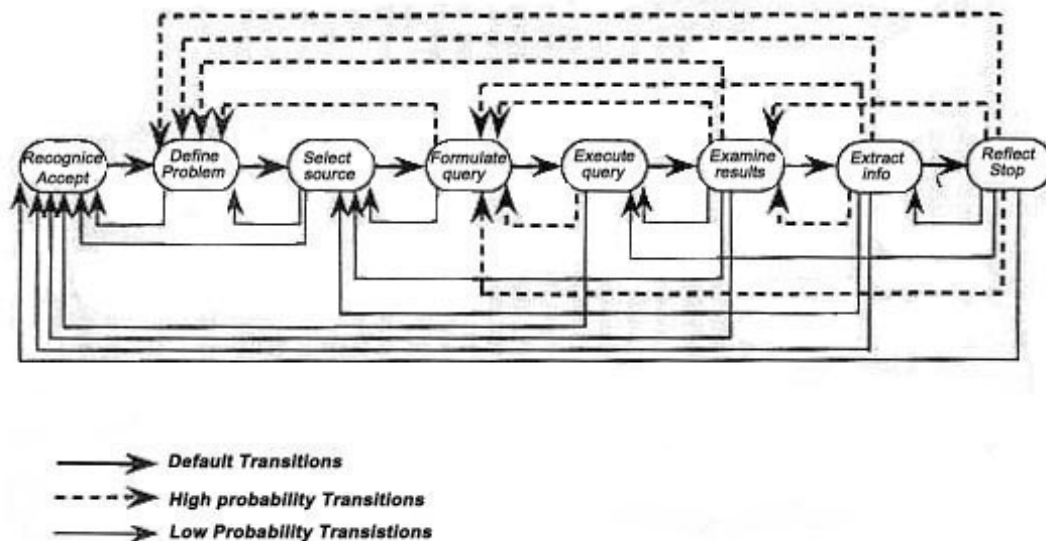 Recognice
Accept
Define
Problem
Select
source
Formulate
query
Execute
query
Examine
results
Extract
info
Reflect
Stop
Default Transitions
High probability Transitions
Low Probability Transistions